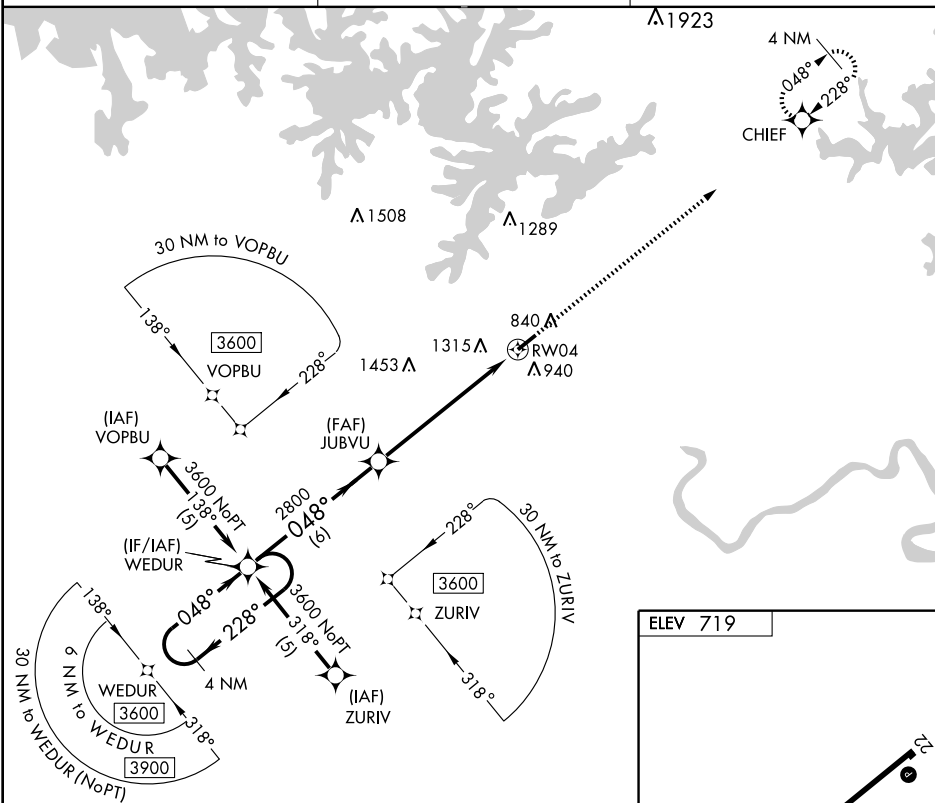 1923
4 NM
048°
228°
CHIEF
1508
1289
30 NM to VOPBU
138°
3600
VOPBU
228°
840
RW04
1315
940
1453
(IAF)
VOPBU
3600 NoPT
138°
(5)
(FAF)
JUBVU
2800
048°
(6)
(IF/IAF)
WEDUR
228°
30 NM to ZURIV
3600
ZURIV
318°
048°
228°
4 NM
3600 NoPT
318°
(5)
(IAF)
ZURIV
138°
WEDUR
3600
318°
6 NM to WEDUR
3900
30 NM to WEDUR (NoPT)
ELEV 719
22
P